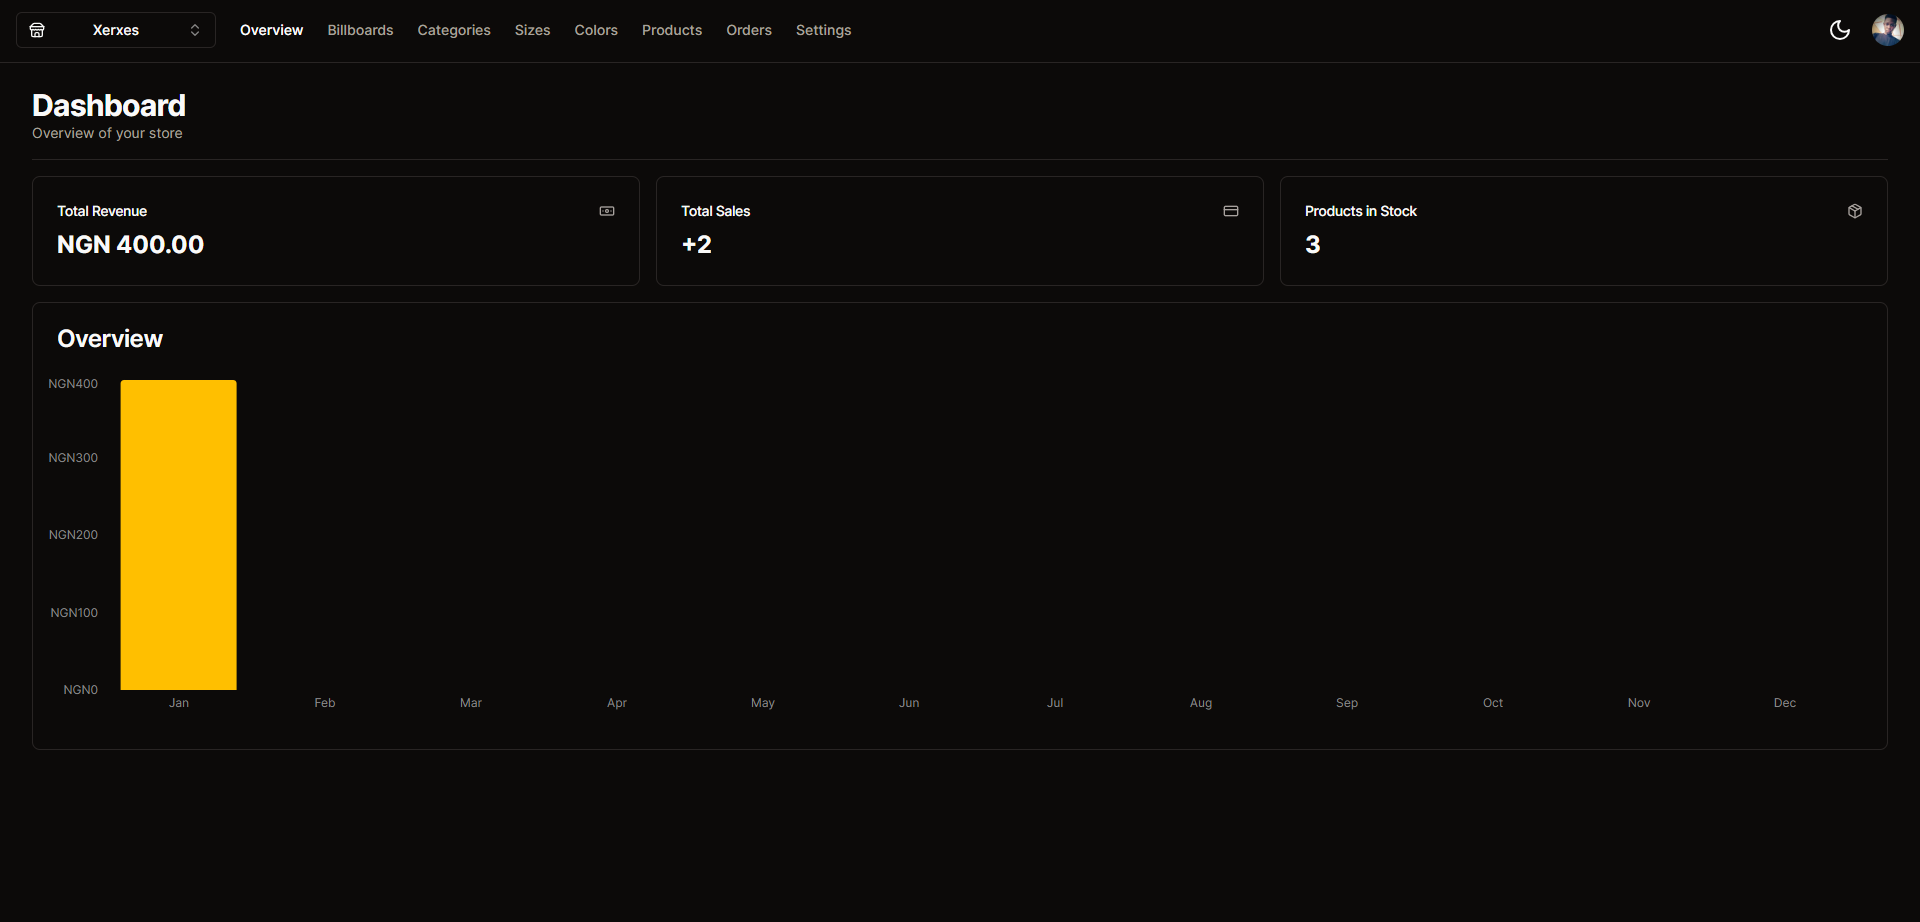 Xerxes Overview Billboards Categories Sizes Colors Products Orders Settings
Dashboard
Overview of your store
Total Revenue
NGN 400.00
Total Sales
+2
Products in Stock
3
Overview
NGN400
NGN300
NGN200
NGN100
NGN0
Jan Feb Mar Apr May Jun Jul Aug Sep Oct Nov Dec